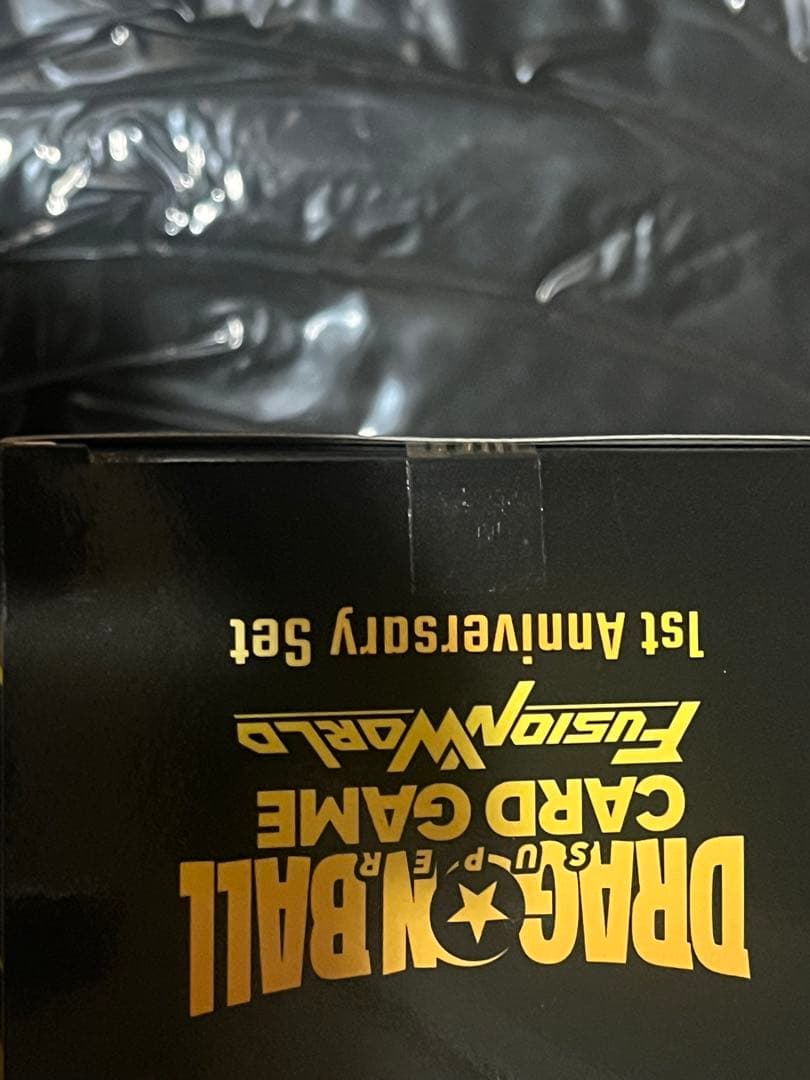 DRAGON BALL
SUPER
CARD GAME
FUSION WORLD
1st Anniversary Set